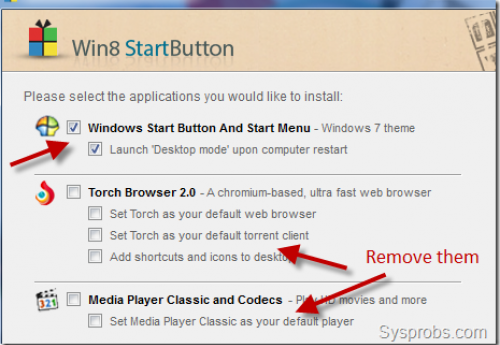 Win8 StartButton
Please select the applications you would like to install:
Windows Start Button And Start Menu - Windows 7 theme
Launch 'Desktop mode' upon computer restart
Torch Browser 2.0 - A chromium-based, ultra fast web browser
Set Torch as your default web browser
Set Torch as your default torrent client
Add shortcuts and icons to desktop
Remove them
Media Player Classic and Codecs - Play HD movies and more
Set Media Player Classic as your default player
Sysprobs.com